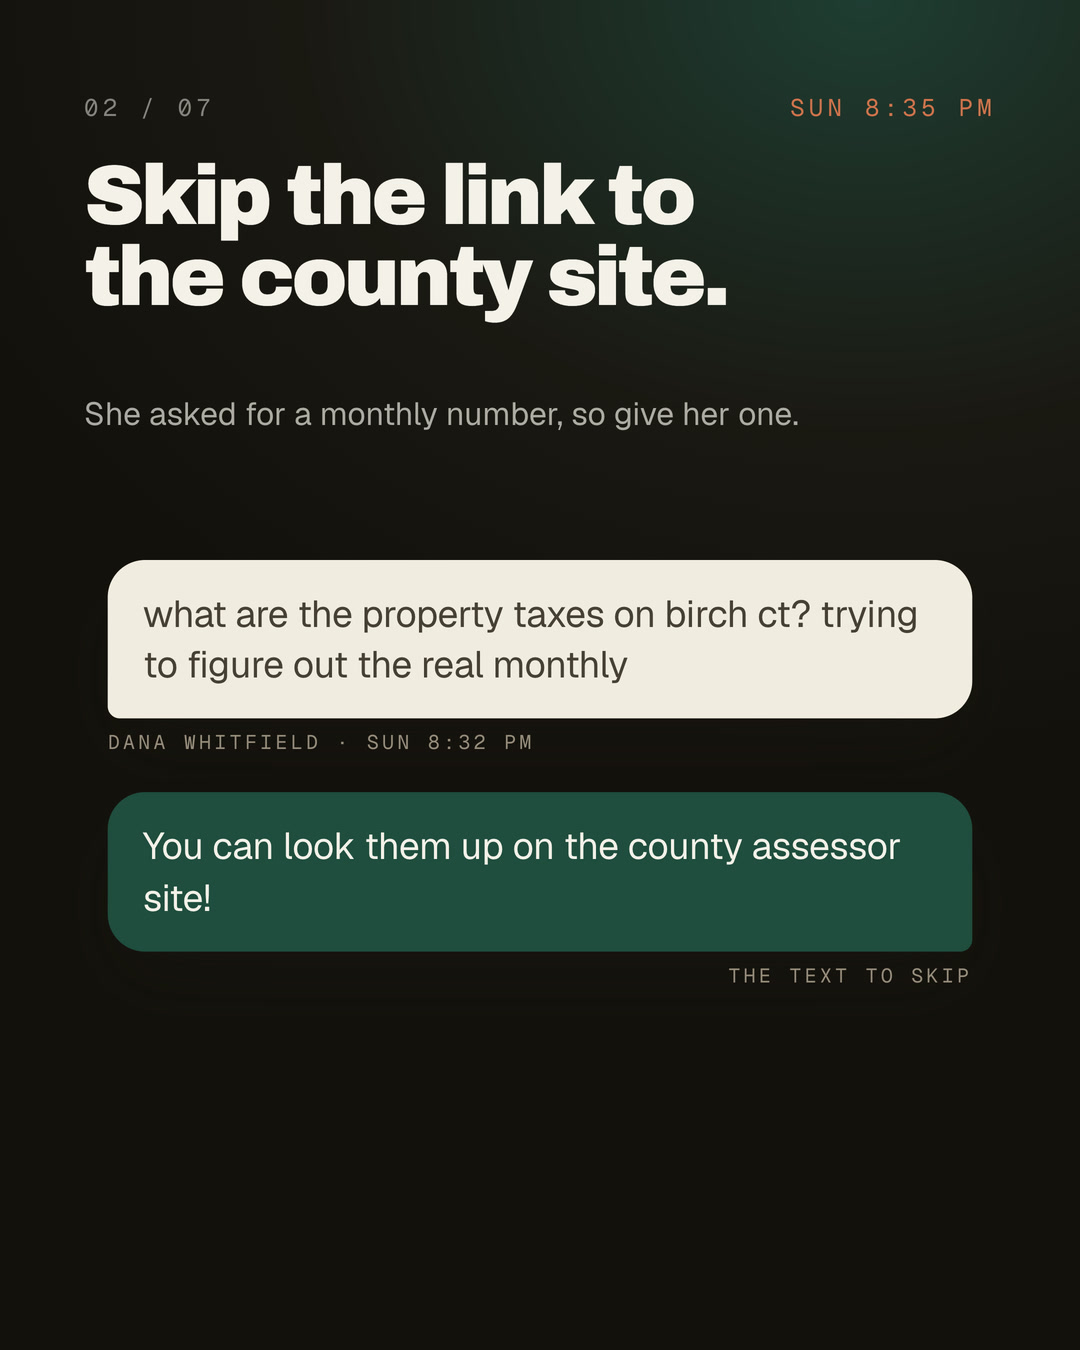 02 / 07
SUN 8:35 PM
Skip the link to
the county site.
She asked for a monthly number, so give her one.
what are the property taxes on birch ct? trying
to figure out the real monthly
DANA WHITFIELD · SUN 8:32 PM
You can look them up on the county assessor
site!
THE TEXT TO SKIP